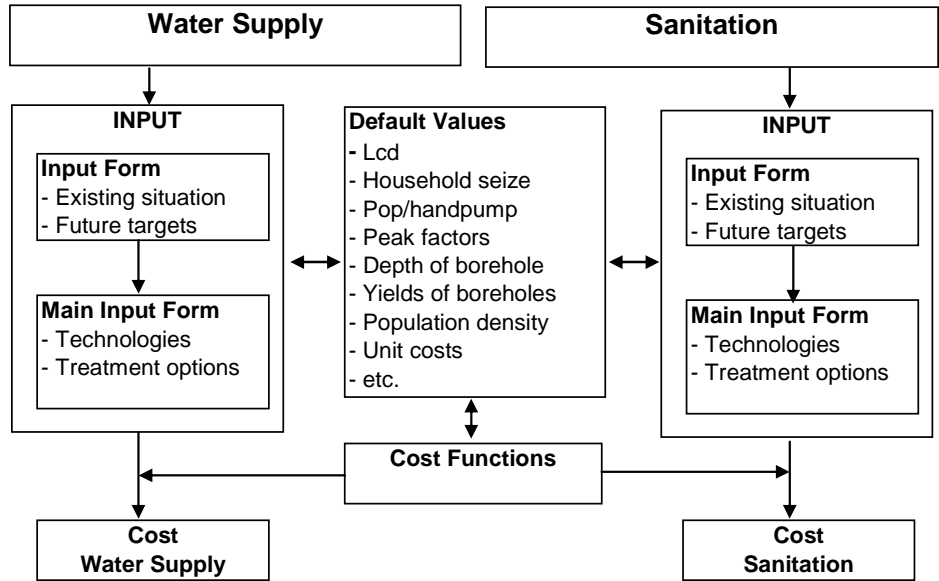 Water Supply
Sanitation
INPUT
Input Form
- Existing situation
- Future targets
Main Input Form
- Technologies
- Treatment options
Default Values
- Lcd
- Household seize
- Pop/handpump
- Peak factors
- Depth of borehole
- Yields of boreholes
- Population density
- Unit costs
- etc.
INPUT
Input Form
- Existing situation
- Future targets
Main Input Form
- Technologies
- Treatment options
Cost Functions
Cost
Water Supply
Cost
Sanitation